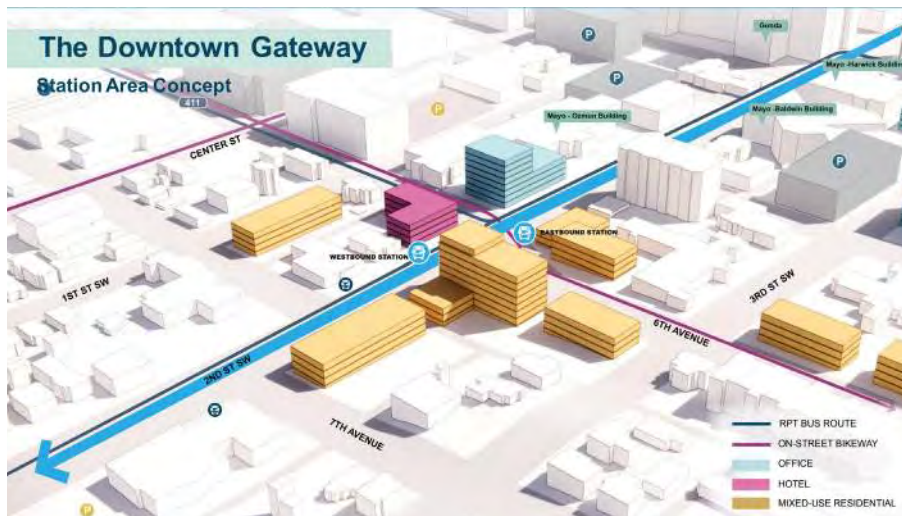 The Downtown Gateway
Station Area Concept
Gonda
P
P
P
P
411
Mayo -Harwick Building
Mayo -Baldwin Building
Mayo - Ozmon Building
CENTER ST
WESTBOUND STATION
EASTBOUND STATION
1ST ST SW
3RD ST SW
6TH AVENUE
2ND ST SW
7TH AVENUE
P
RPT BUS ROUTE
ON-STREET BIKEWAY
OFFICE
HOTEL
MIXED-USE RESIDENTIAL